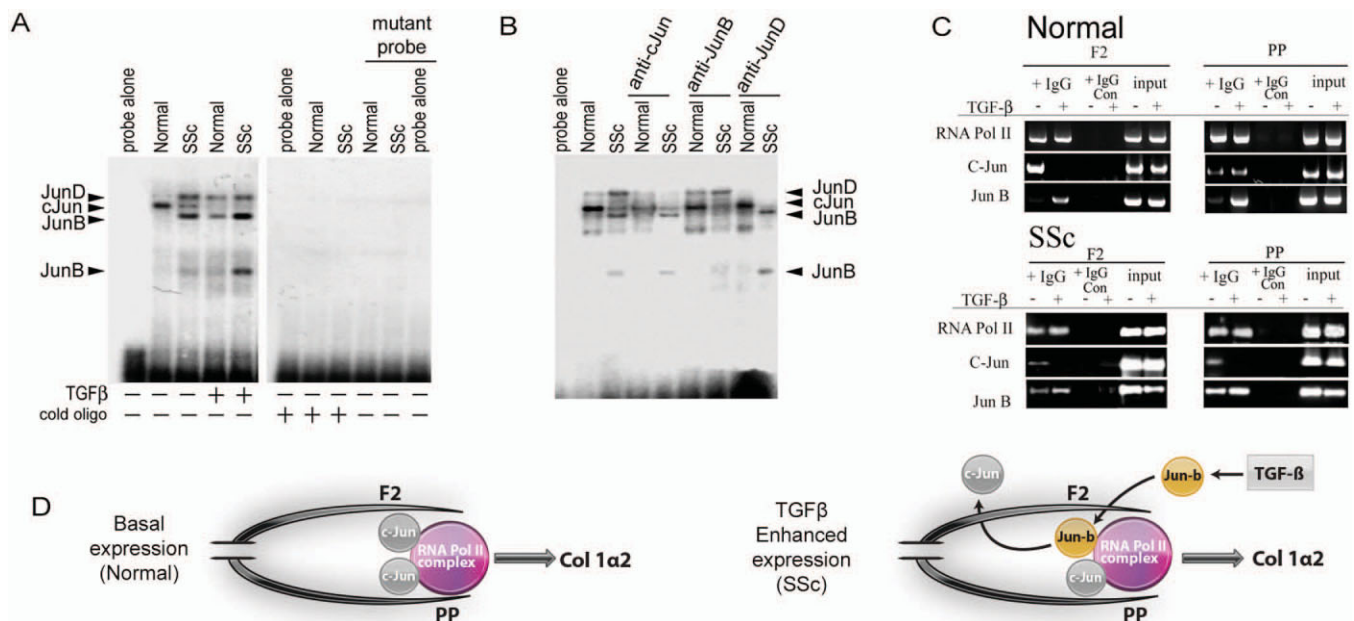 A
mutant
probe
probe alone
Normal
SSc
Normal
SSc
probe alone
Normal
SSc
Normal
SSc
probe alone
JunD
cJun
JunB
JunB
TGFβ – – – + + – – – – – –
cold oligo – – – – – + + + – – –
B
anti-cJun
anti-JunB
anti-JunD
probe alone
Normal
SSc
Normal
SSc
Normal
SSc
Normal
SSc
JunD
cJun
JunB
JunB
C
Normal
F2
+ IgG
+ IgG
Con
input
TGF-β - + - + - +
RNA Pol II
C-Jun
Jun B
PP
+ IgG
+ IgG
Con
input
- + - + - +
SSc
F2
+ IgG
+ IgG
Con
input
TGF-β - + - + - +
RNA Pol II
C-Jun
Jun B
PP
+ IgG
+ IgG
Con
input
- + - + - +
D
Basal
expression
(Normal)
F2
c-Jun
RNA Pol II
complex
c-Jun
PP
Col 1α2
TGFβ
Enhanced
expression
(SSc)
c-Jun
F2
Jun-b
TGF-ß
Jun-b
RNA Pol II
complex
c-Jun
PP
Col 1α2